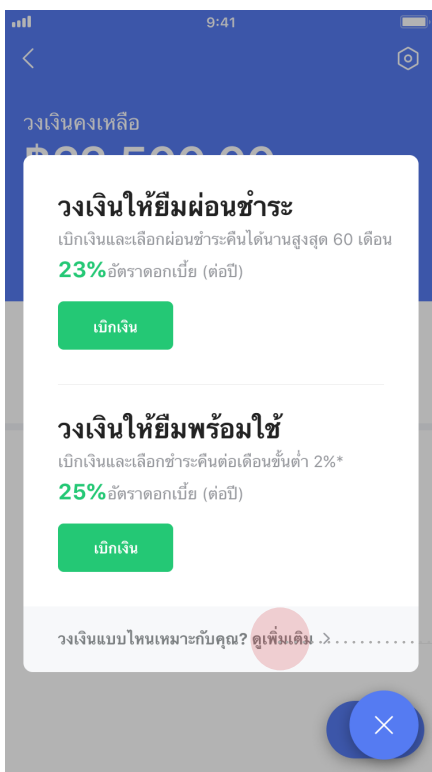 9:41
วงเงินคงเหลือ
วงเงินให้ยืมผ่อนชำระ
เบิกเงินและเลือกผ่อนชำระคืนได้นานสูงสุด 60 เดือน
23% อัตราดอกเบี้ย (ต่อปี)
เบิกเงิน
วงเงินให้ยืมพร้อมใช้
เบิกเงินและเลือกชำระคืนต่อเดือนขั้นต่ำ 2%*
25% อัตราดอกเบี้ย (ต่อปี)
เบิกเงิน
วงเงินแบบไหนเหมาะกับคุณ? ดูเพิ่มเติม >